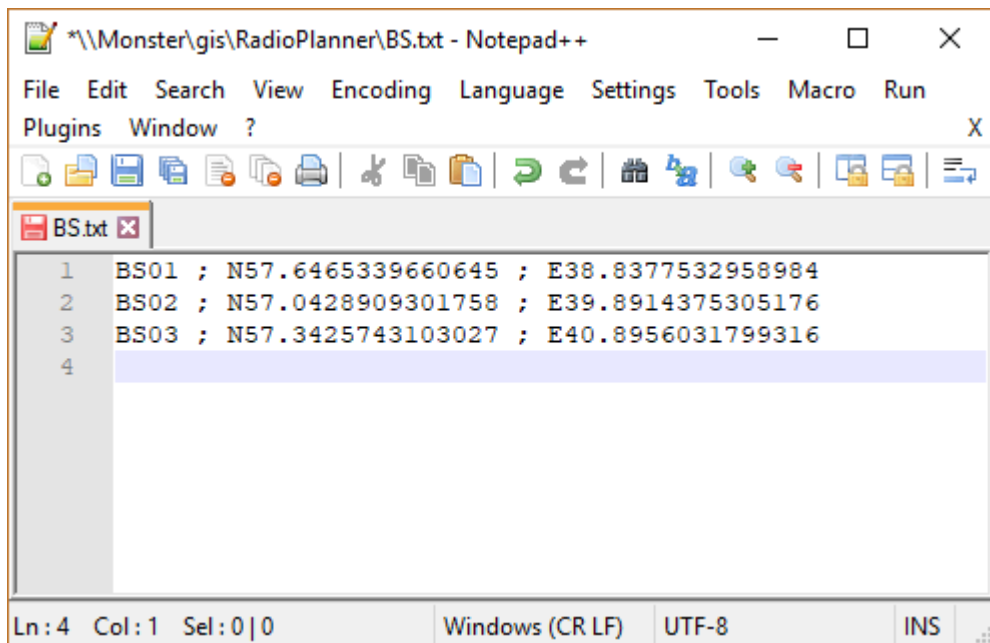 *\\Monster\gis\RadioPlanner\BS.txt - Notepad++
File Edit Search View Encoding Language Settings Tools Macro Run
Plugins Window ? X
BS.txt
1 BS01 ; N57.6465339660645 ; E38.8377532958984
2 BS02 ; N57.0428909301758 ; E39.8914375305176
3 BS03 ; N57.3425743103027 ; E40.8956031799316
4
Ln : 4 Col : 1 Sel : 0 | 0 Windows (CR LF) UTF-8 INS